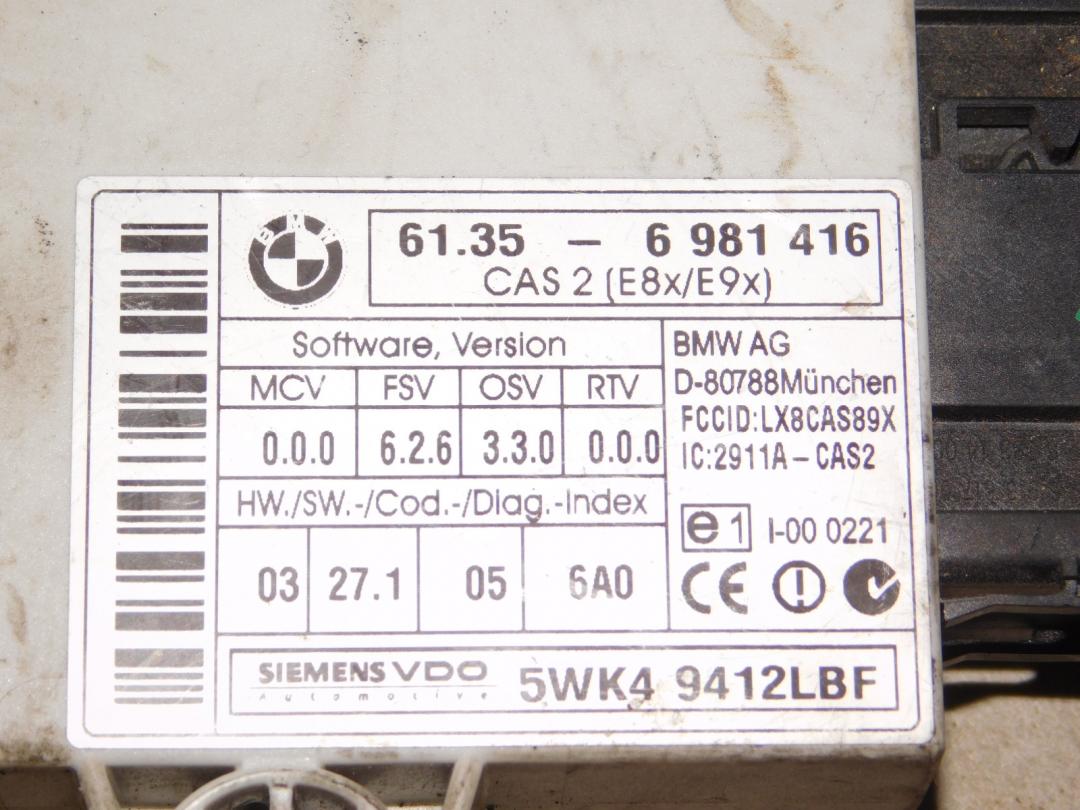 BMW
61.35 – 6 981 416
CAS 2 (E8x/E9x)
Software, Version
MCV FSV OSV RTV
0.0.0 6.2.6 3.3.0 0.0.0
HW./SW.-/Cod.-/Diag.-Index
03 27.1 05 6A0
BMW AG
D-80788München
FCCID:LX8CAS89X
IC:2911A – CAS2
e1 I-00 0221
CE
SIEMENS VDO
Automotive
5WK4 9412LBF